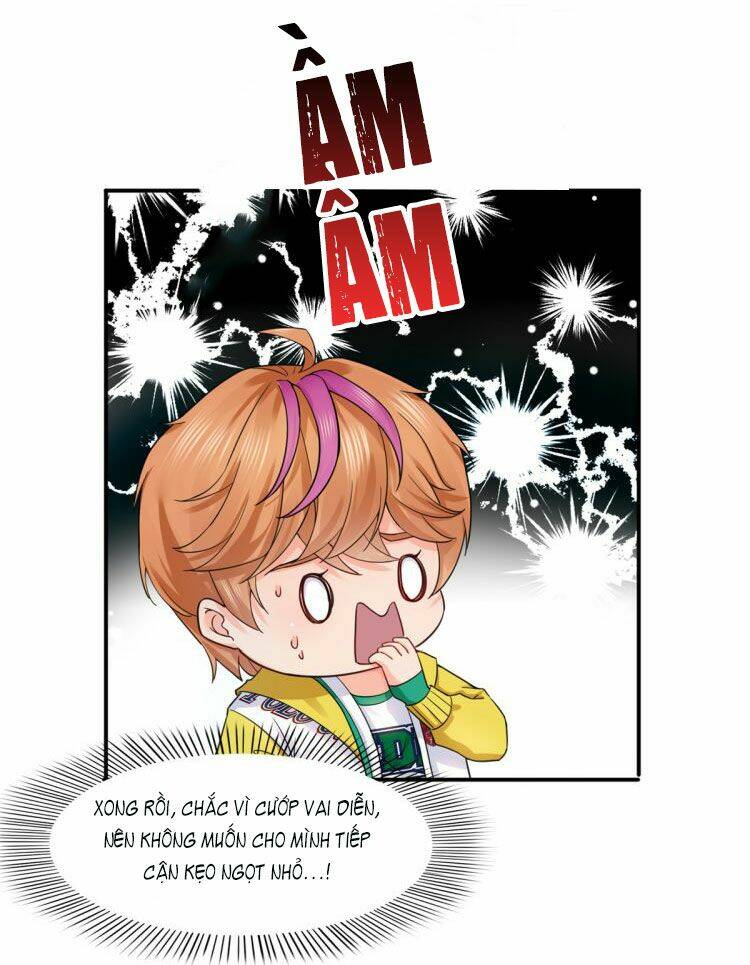 ẦM
ẦM
XONG RỒI, CHẮC VÌ CƯỚP VAI DIỄN,
NÊN KHÔNG MUỐN CHO MÌNH TIẾP
CẬN KẸO NGỌT NHỎ...!